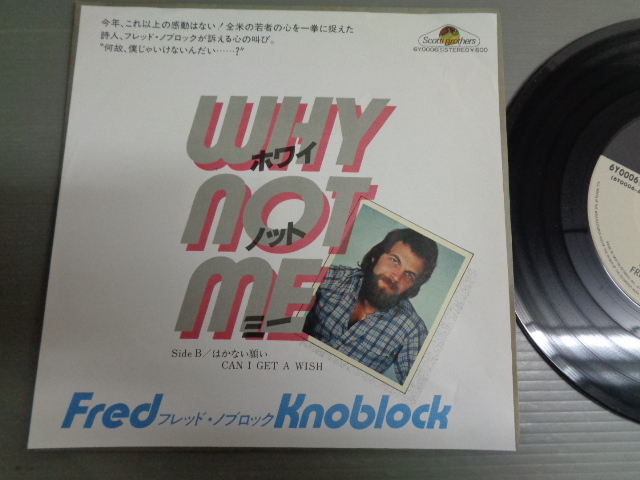 今年、これ以上の感動はない！全米の若者の心を一拳に捉えた
詩人、フレッド・ノブロックが訴える心の叫び。
“何故、僕じゃいけないんだい……？”
Scotti Brothers
6Y0006 STEREO ¥600
WHY
ホワイ
NOT
ノット
ME
ミー
Side B／はかない願い
CAN I GET A WISH
Fred フレッド・ノブロック Knoblock
6Y0006